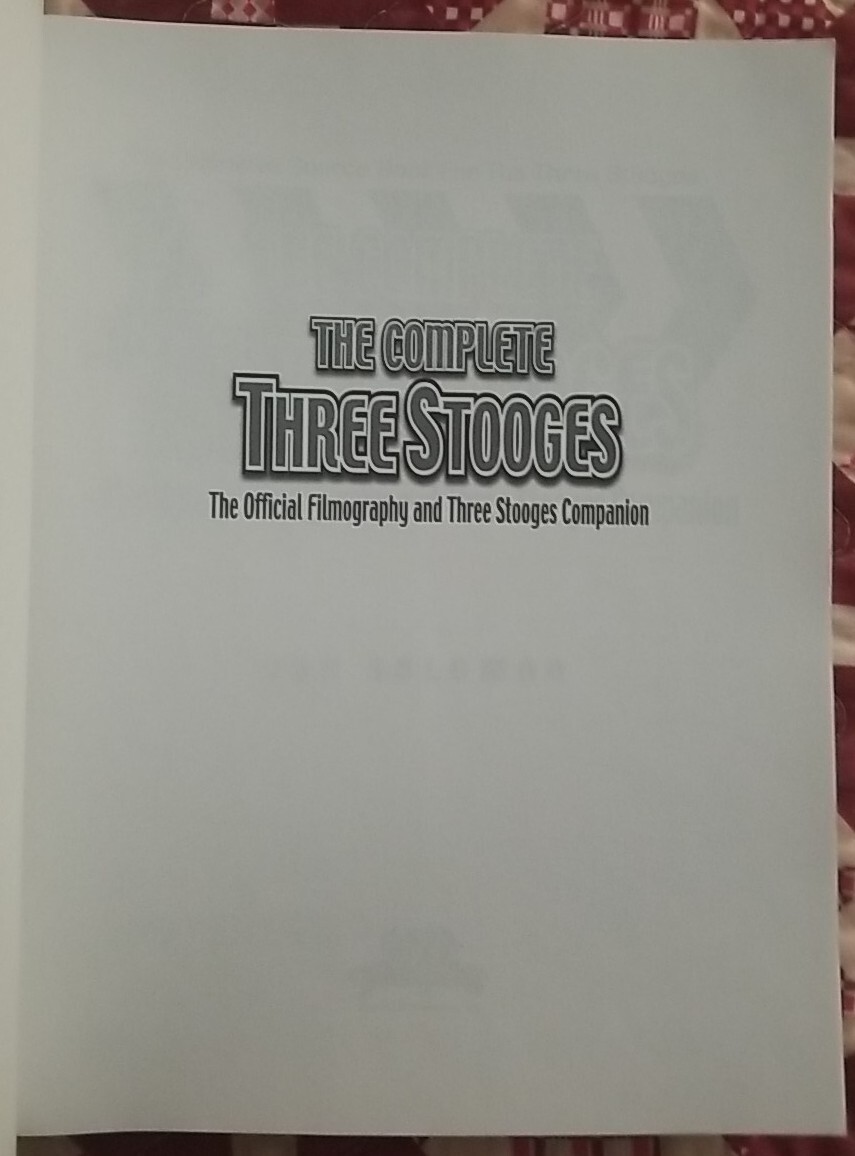 THE COMPLETE
THREE STOOGES
The Official Filmography and Three Stooges Companion